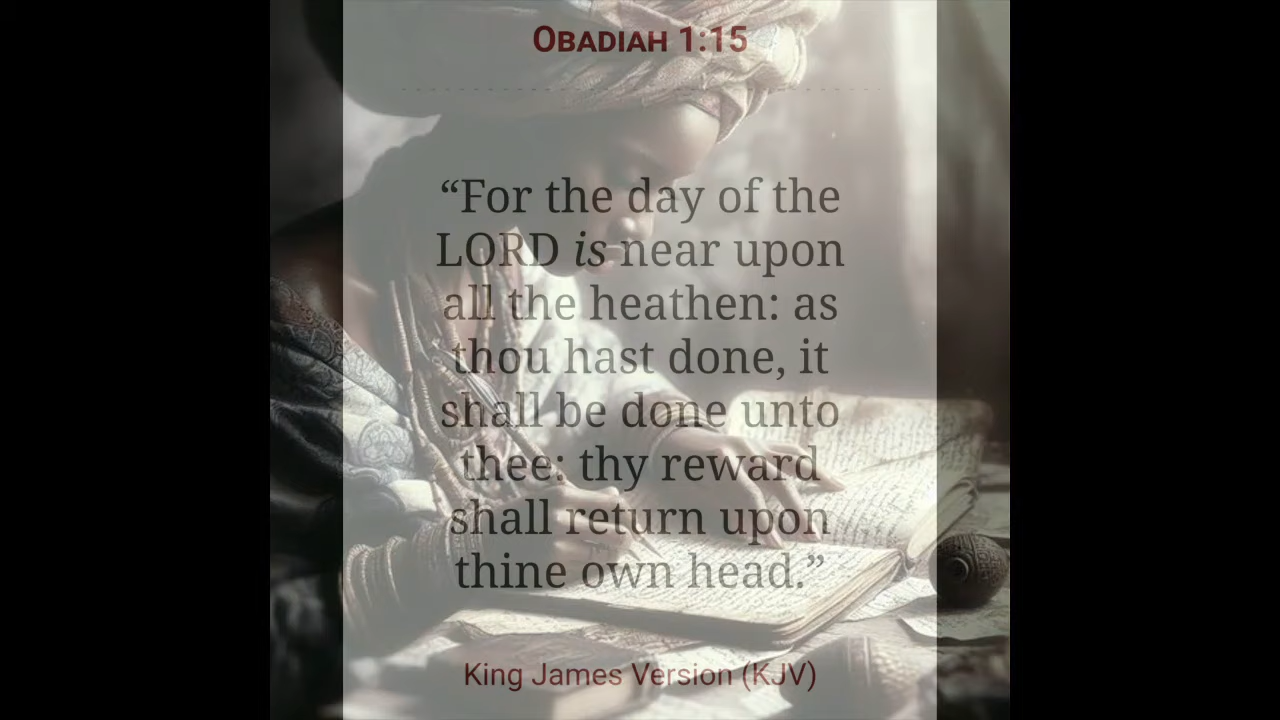 OBADIAH 1:15
“For the day of the
LORD is near upon
all the heathen: as
thou hast done, it
shall be done unto
thee: thy reward
shall return upon
thine own head.”
King James Version (KJV)